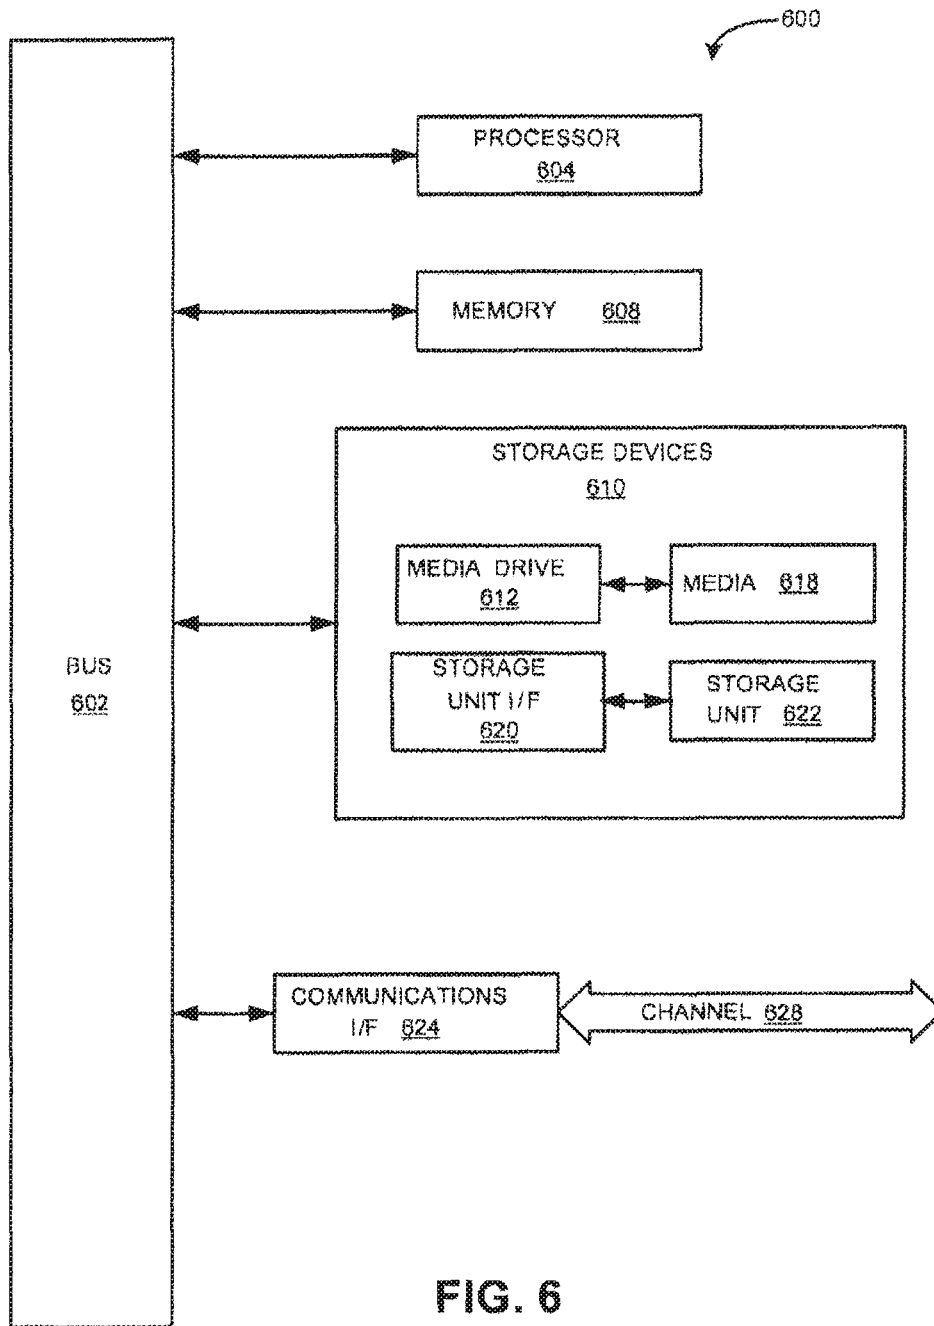 600
PROCESSOR
604
MEMORY 608
STORAGE DEVICES
610
MEDIA DRIVE
612
MEDIA 618
STORAGE
UNIT I/F
620
STORAGE
UNIT 622
BUS
602
COMMUNICATIONS
I/F 624
CHANNEL 628
FIG. 6